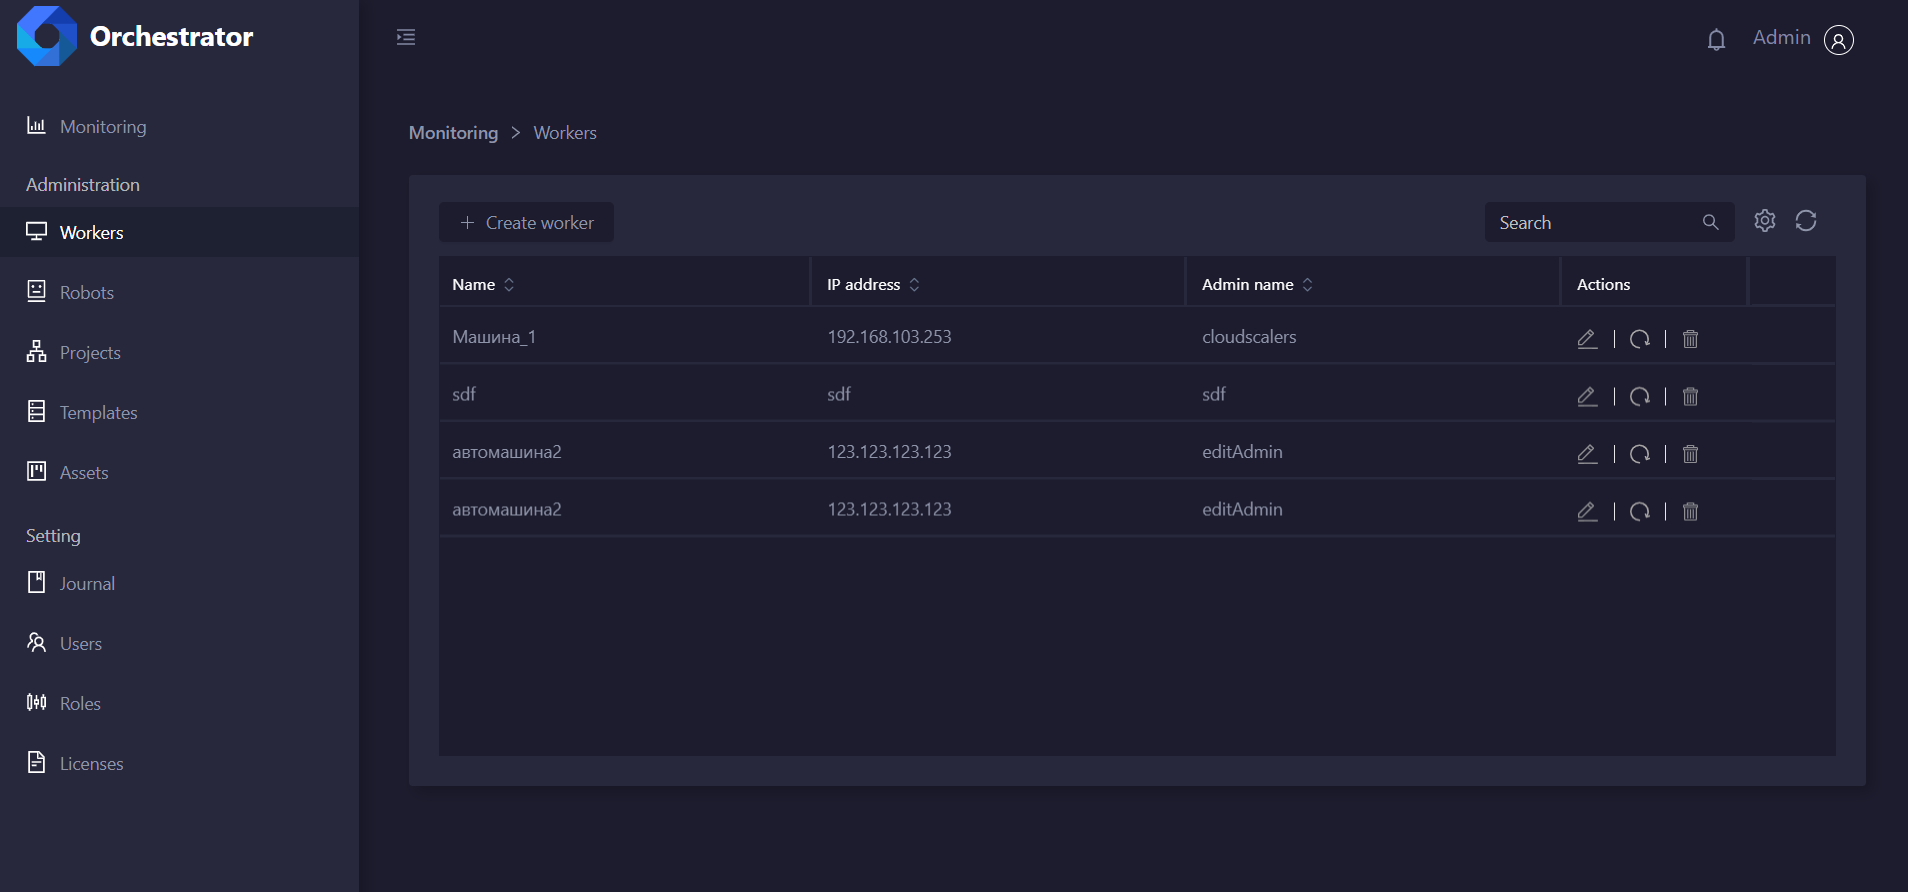 Orchestrator
Admin
Monitoring
Administration
Workers
Robots
Projects
Templates
Assets
Setting
Journal
Users
Roles
Licenses
Monitoring > Workers
+ Create worker
Search
Name IP address Admin name Actions
Машина_1 192.168.103.253 cloudscalers
sdf sdf sdf
автомашина2 123.123.123.123 editAdmin
автомашина2 123.123.123.123 editAdmin